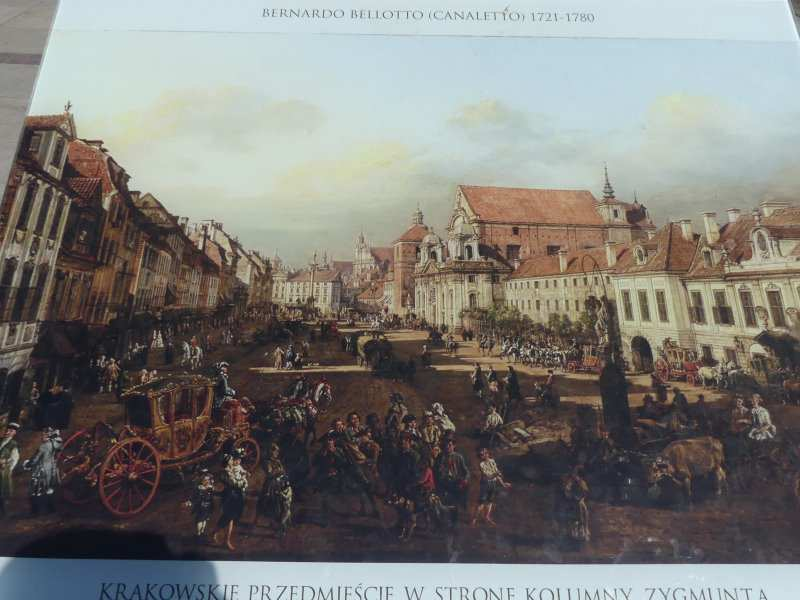 BERNARDO BELLOTTO (CANALETTO) 1721-1780
KRAKOWSKIE PRZEDMIEŚCIE W STRONĘ KOLUMNY ZYGMUNTA